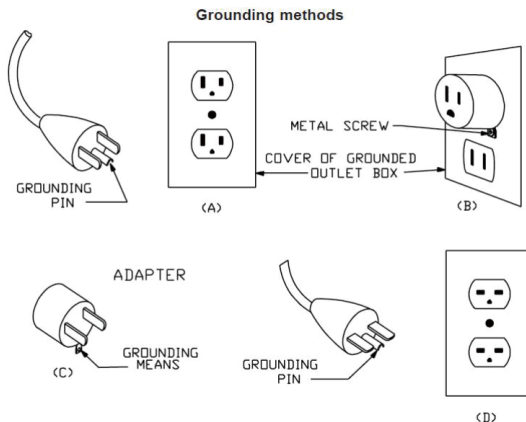 Grounding methods
METAL SCREW
COVER OF GROUNDED
OUTLET BOX
GROUNDING
PIN
(A)
(B)
ADAPTER
GROUNDING
MEANS
(C)
GROUNDING
PIN
(D)